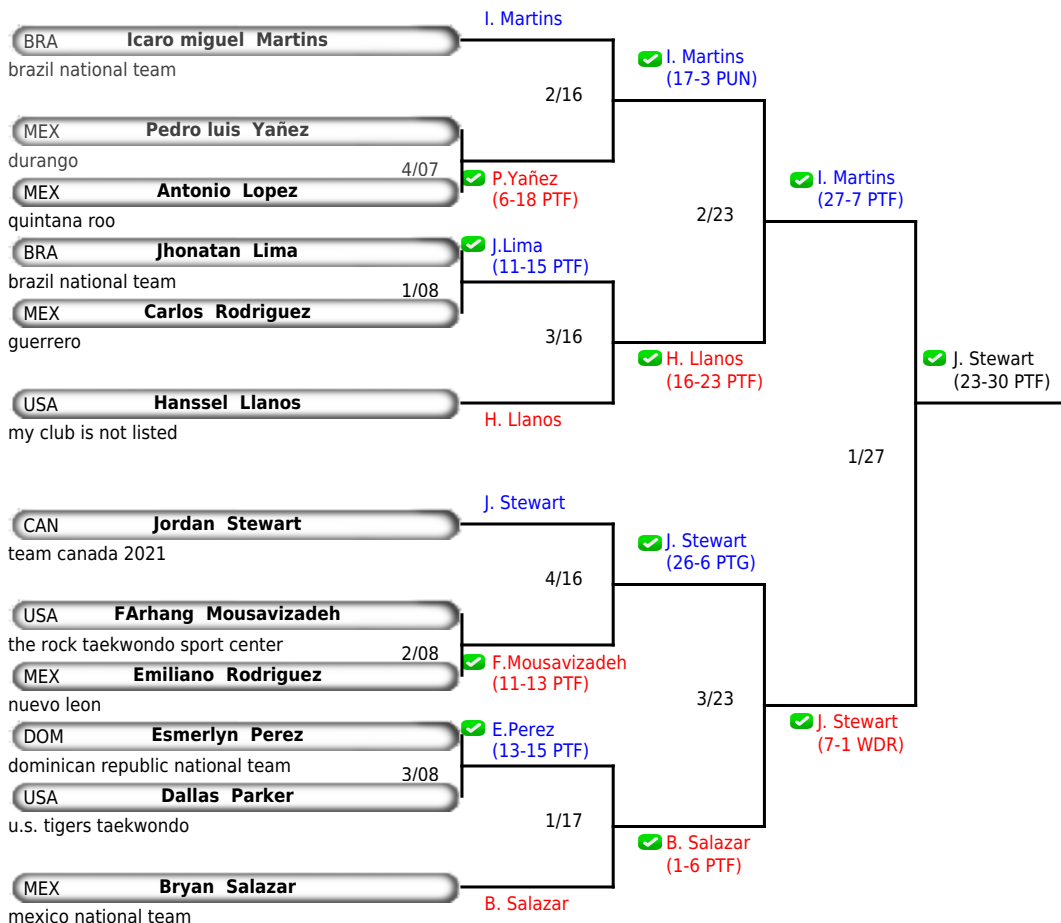 I. Martins
BRA Icaro miguel Martins
brazil national team
I. Martins
(17-3 PUN)
2/16
MEX Pedro luis Yañez
durango
4/07
P.Yañez
(6-18 PTF)
MEX Antonio Lopez
quintana roo
I. Martins
(27-7 PTF)
2/23
BRA Jhonatan Lima
brazil national team
J.Lima
(11-15 PTF)
1/08
MEX Carlos Rodriguez
guerrero
3/16
H. Llanos
(16-23 PTF)
USA Hanssel Llanos
my club is not listed
H. Llanos
J. Stewart
(23-30 PTF)
1/27
J. Stewart
CAN Jordan Stewart
team canada 2021
J. Stewart
(26-6 PTG)
4/16
USA FArhang Mousavizadeh
the rock taekwondo sport center
2/08
F.Mousavizadeh
(11-13 PTF)
MEX Emiliano Rodriguez
nuevo leon
3/23
J. Stewart
(7-1 WDR)
DOM Esmerlyn Perez
dominican republic national team
E.Perez
(13-15 PTF)
3/08
USA Dallas Parker
u.s. tigers taekwondo
1/17
B. Salazar
(1-6 PTF)
MEX Bryan Salazar
mexico national team
B. Salazar